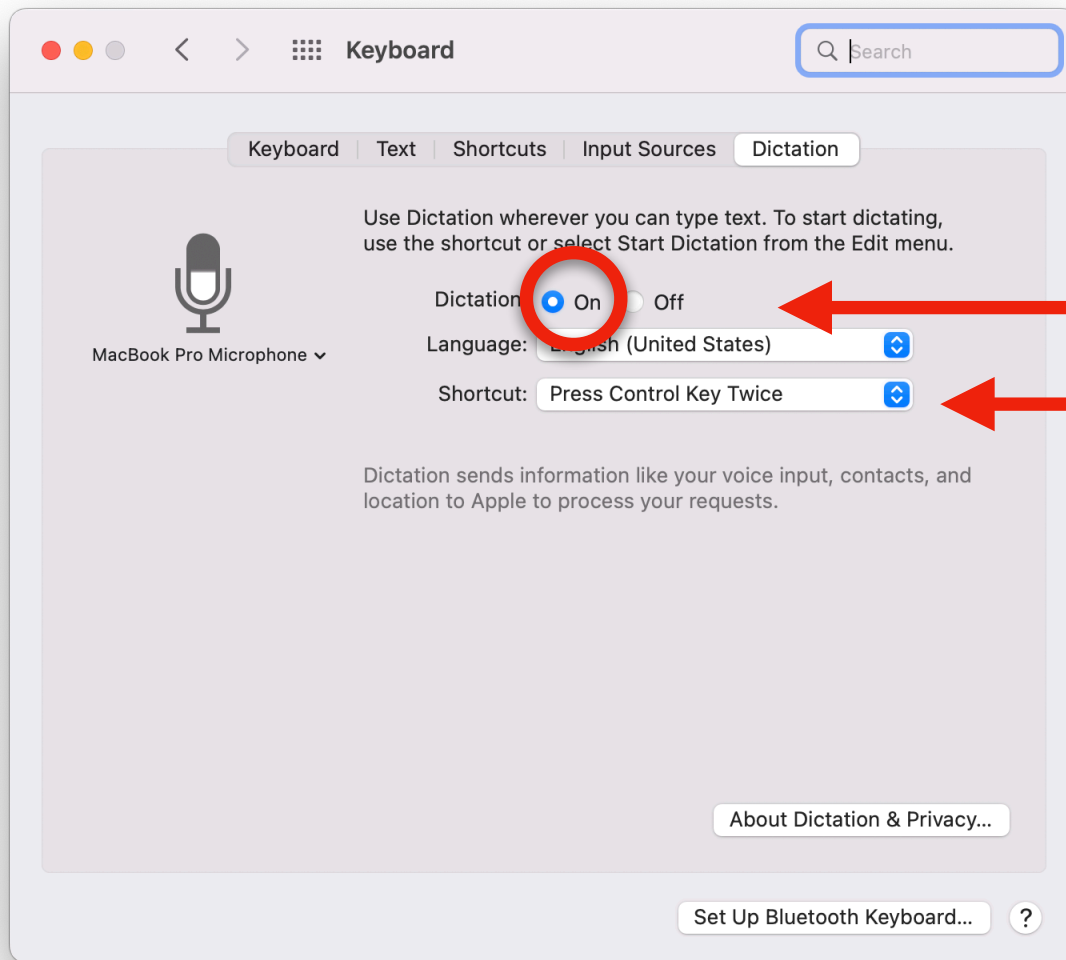 Keyboard
Search
Keyboard Text Shortcuts Input Sources Dictation
Use Dictation wherever you can type text. To start dictating,
use the shortcut or select Start Dictation from the Edit menu.
Dictation On Off
MacBook Pro Microphone
Language: English (United States)
Shortcut: Press Control Key Twice
Dictation sends information like your voice input, contacts, and
location to Apple to process your requests.
About Dictation & Privacy...
Set Up Bluetooth Keyboard... ?